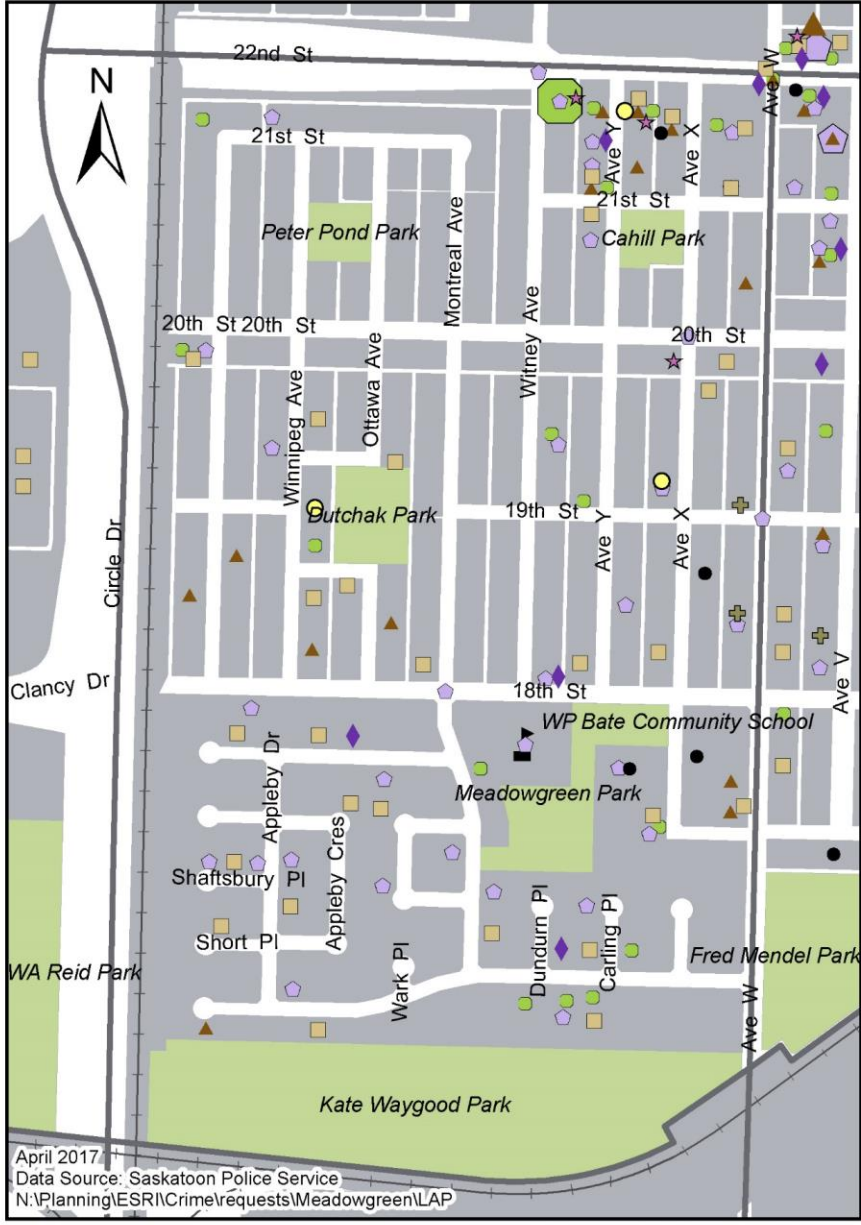 22nd St
Ave W
N
21st St
Ave Y
Ave X
21st St
Peter Pond Park
Cahill Park
Montreal Ave
20th St 20th St
20th St
Witney Ave
Ottawa Ave
Winnipeg Ave
Dutchak Park
19th St
Ave Y
Ave X
Circle Dr
Clancy Dr
18th St
Ave V
WP Bate Community School
Appleby Dr
Meadowgreen Park
Appleby Cres
Shaftsbury Pl
Short Pl
Wark Pl
Dundurn Pl
Carling Pl
Fred Mendel Park
WA Reid Park
Ave W
Kate Waygood Park
April 2017
Data Source: Saskatoon Police Service
N:\Planning\ESRI\Crime\requests\Meadowgreen\LAP